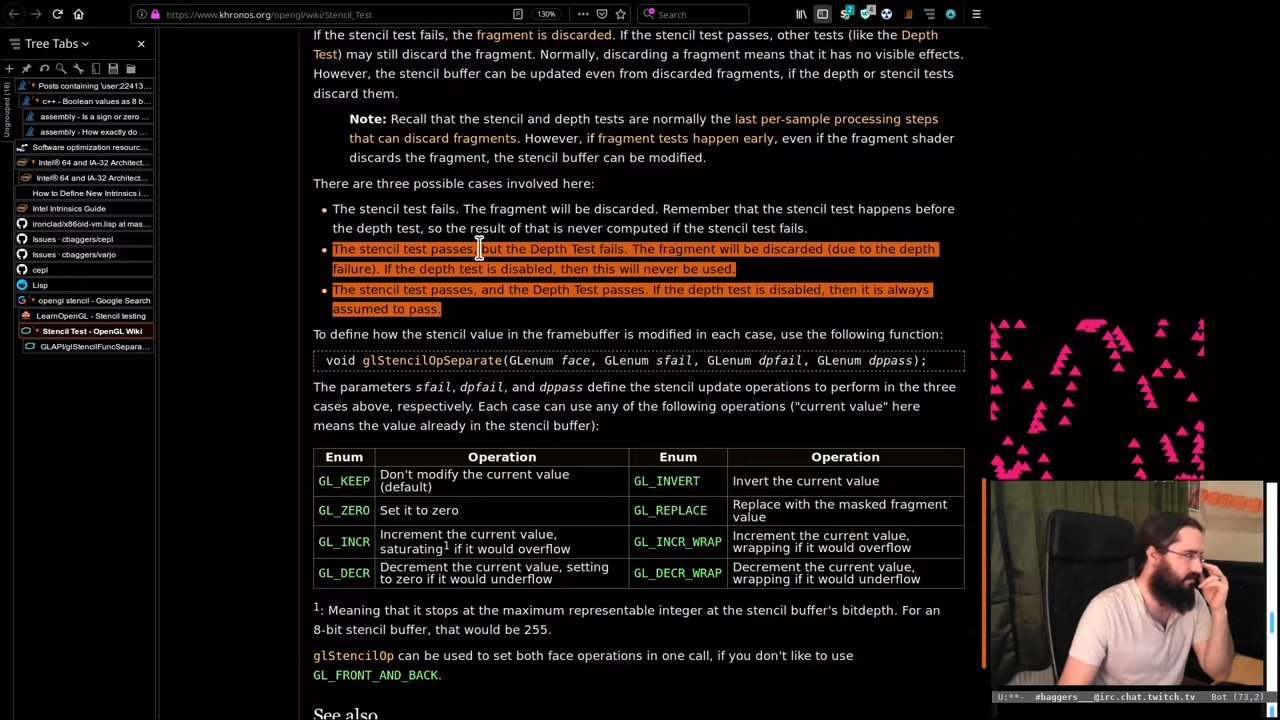 https://www.khronos.org/opengl/wiki/Stencil_Test
130%
Search
Tree Tabs
Ungrouped (18)
Posts containing 'user:22413...
c++ - Boolean values as 8 b...
assembly - Is a sign or zero ...
assembly - How exactly do ...
Software optimization resourc...
Intel® 64 and IA-32 Architect...
Intel® 64 and IA-32 Architect...
How to Define New Intrinsics i...
Intel Intrinsics Guide
ironclad/x86oid-vm.lisp at mas...
Issues · cbaggers/cepl
Issues · cbaggers/varjo
cepl
Lisp
opengl stencil - Google Search
LearnOpenGL - Stencil testing
Stencil Test - OpenGL Wiki
GLAPI/glStencilFuncSepara...
If the stencil test fails, the fragment is discarded. If the stencil test passes, other tests (like the Depth
Test) may still discard the fragment. Normally, discarding a fragment means that it has no visible effects.
However, the stencil buffer can be updated even from discarded fragments, if the depth or stencil tests
discard them.
Note: Recall that the stencil and depth tests are normally the last per-sample processing steps
that can discard fragments. However, if fragment tests happen early, even if the fragment shader
discards the fragment, the stencil buffer can be modified.
There are three possible cases involved here:
The stencil test fails. The fragment will be discarded. Remember that the stencil test happens before
the depth test, so the result of that is never computed if the stencil test fails.
The stencil test passes, but the Depth Test fails. The fragment will be discarded (due to the depth
failure). If the depth test is disabled, then this will never be used.
The stencil test passes, and the Depth Test passes. If the depth test is disabled, then it is always
assumed to pass.
To define how the stencil value in the framebuffer is modified in each case, use the following function:
void glStencilOpSeparate(GLenum face, GLenum sfail, GLenum dpfail, GLenum dppass);
The parameters sfail, dpfail, and dppass define the stencil update operations to perform in the three
cases above, respectively. Each case can use any of the following operations ("current value" here
means the value already in the stencil buffer):
Enum Operation Enum Operation
GL_KEEP Don't modify the current value (default) GL_INVERT Invert the current value
GL_ZERO Set it to zero GL_REPLACE Replace with the masked fragment value
GL_INCR Increment the current value, saturating1 if it would overflow GL_INCR_WRAP Increment the current value, wrapping if it would overflow
GL_DECR Decrement the current value, setting to zero if it would underflow GL_DECR_WRAP Decrement the current value, wrapping if it would underflow
1: Meaning that it stops at the maximum representable integer at the stencil buffer's bitdepth. For an
8-bit stencil buffer, that would be 255.
glStencilOp can be used to set both face operations in one call, if you don't like to use
GL_FRONT_AND_BACK.
See also
U:**- #baggers___@irc.chat.twitch.tv Bot (73,2)